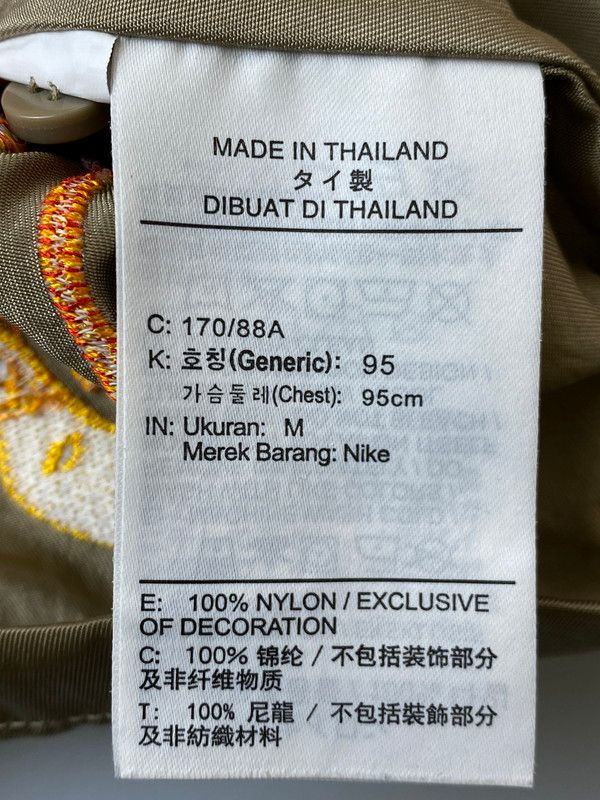 MADE IN THAILAND
タイ製
DIBUAT DI THAILAND
C: 170/88A
K: 호칭(Generic): 95
가슴둘레(Chest): 95cm
IN: Ukuran: M
Merek Barang: Nike
E: 100% NYLON / EXCLUSIVE
OF DECORATION
C: 100% 锦纶 / 不包括装饰部分
及非纤维物质
T: 100% 尼龍 / 不包括裝飾部分
及非紡織材料